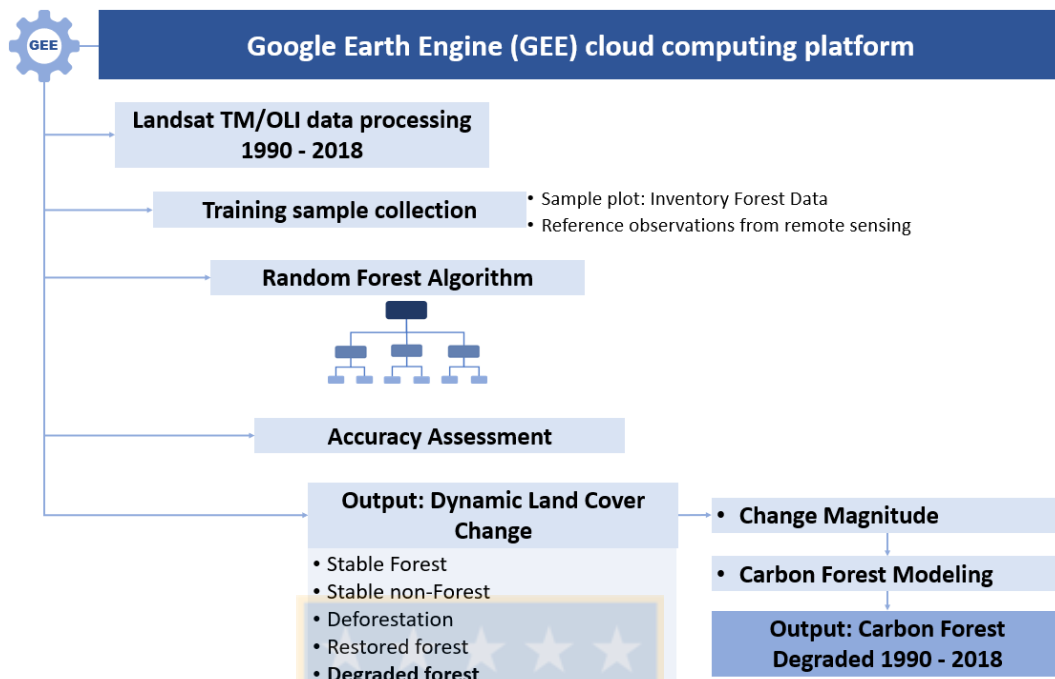 GEE
Google Earth Engine (GEE) cloud computing platform
Landsat TM/OLI data processing
1990 - 2018
Training sample collection
• Sample plot: Inventory Forest Data
• Reference observations from remote sensing
Random Forest Algorithm
Accuracy Assessment
Output: Dynamic Land Cover
Change
• Stable Forest
• Stable non-Forest
• Deforestation
• Restored forest
• Degraded forest
• Change Magnitude
• Carbon Forest Modeling
Output: Carbon Forest
Degraded 1990 - 2018